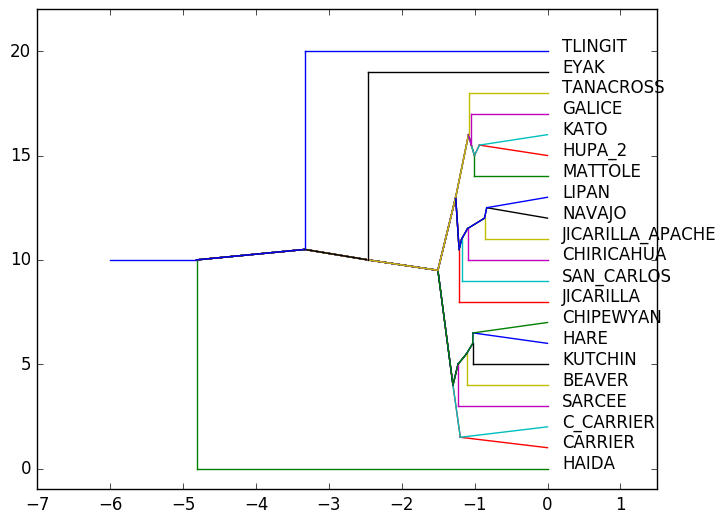 20
TLINGIT
EYAK
TANACROSS
GALICE
KATO
15
HUPA_2
MATTOLE
LIPAN
NAVAJO
JICARILLA_APACHE
10
CHIRICAHUA
SAN_CARLOS
JICARILLA
CHIPEWYAN
HARE
5
KUTCHIN
BEAVER
SARCEE
C_CARRIER
CARRIER
0
HAIDA
−7 −6 −5 −4 −3 −2 −1 0 1